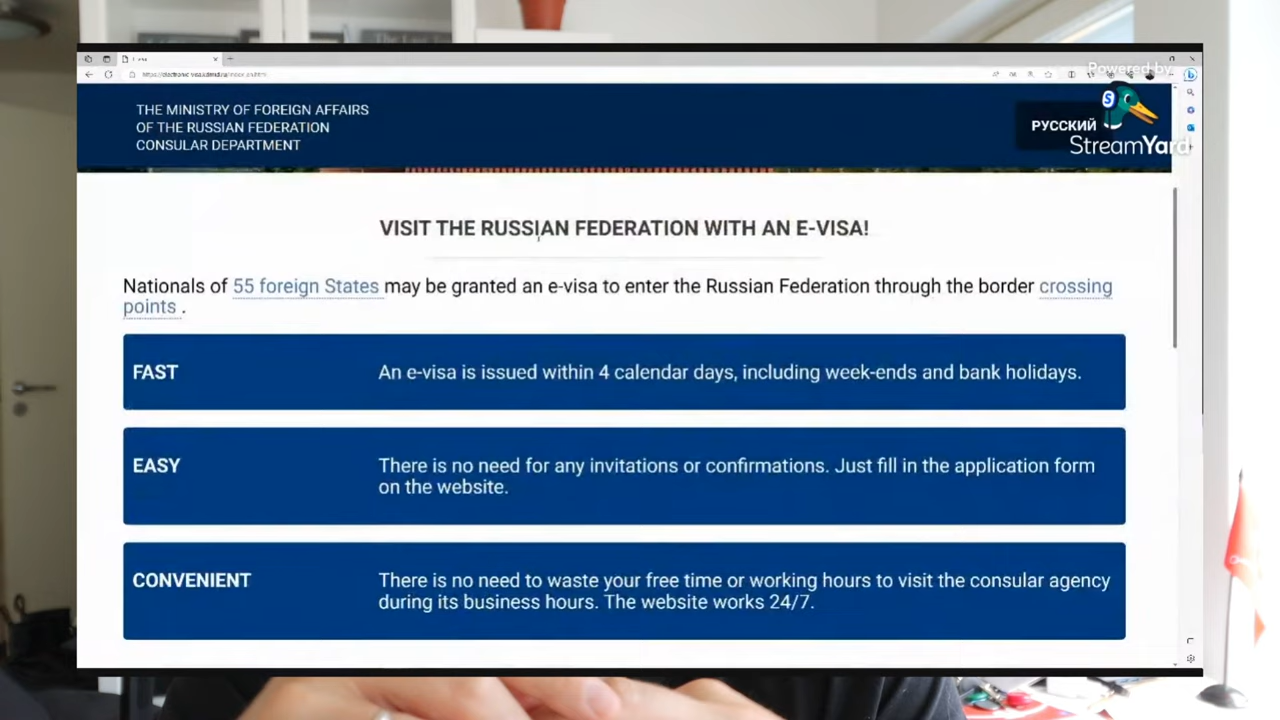 Powered by
THE MINISTRY OF FOREIGN AFFAIRS
OF THE RUSSIAN FEDERATION
CONSULAR DEPARTMENT
РУССКИЙ
S
StreamYard
VISIT THE RUSSIAN FEDERATION WITH AN E-VISA!
Nationals of 55 foreign States may be granted an e-visa to enter the Russian Federation through the border crossing
points .
FAST
An e-visa is issued within 4 calendar days, including week-ends and bank holidays.
EASY
There is no need for any invitations or confirmations. Just fill in the application form
on the website.
CONVENIENT
There is no need to waste your free time or working hours to visit the consular agency
during its business hours. The website works 24/7.